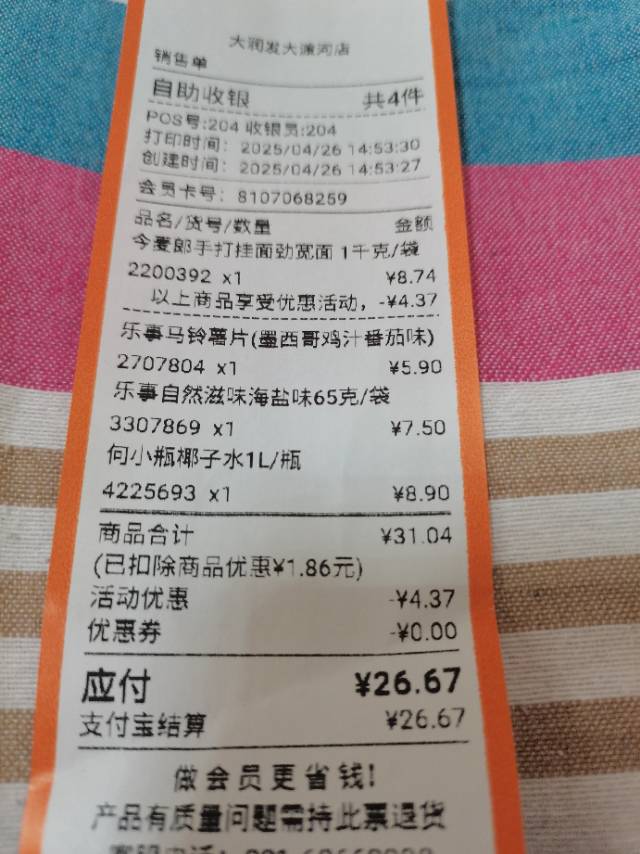 大润发大渡河店
销售单
自助收银 共4件
POS号:204 收银员:204
打印时间: 2025/04/26 14:53:30
创建时间: 2025/04/26 14:53:27
会员卡号: 8107068259
品名/货号/数量 金额
今麦郎手打挂面劲宽面 1千克/袋
2200392 x1 ¥8.74
以上商品享受优惠活动, -¥4.37
乐事马铃薯片(墨西哥鸡汁番茄味)
2707804 x1 ¥5.90
乐事自然滋味海盐味65克/袋
3307869 x1 ¥7.50
何小瓶椰子水1L/瓶
4225693 x1 ¥8.90
商品合计 ¥31.04
(已扣除商品优惠¥1.86元)
活动优惠 -¥4.37
优惠券 -¥0.00
应付 ¥26.67
支付宝结算 ¥26.67
做会员更省钱!
产品有质量问题需持此票退货